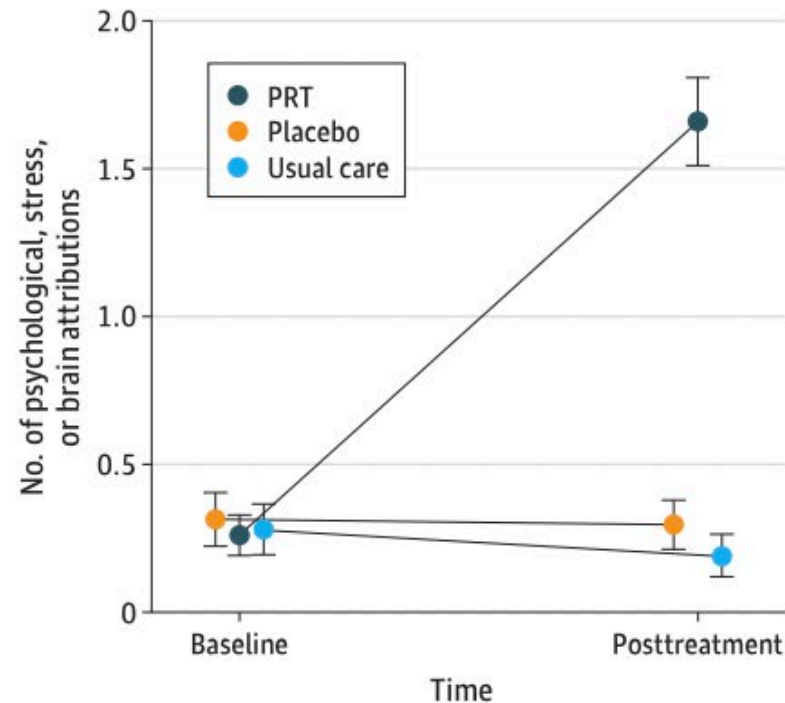 2.0
1.5
1.0
0.5
0
No. of psychological, stress,
or brain attributions
PRT
Placebo
Usual care
Baseline
Posttreatment
Time